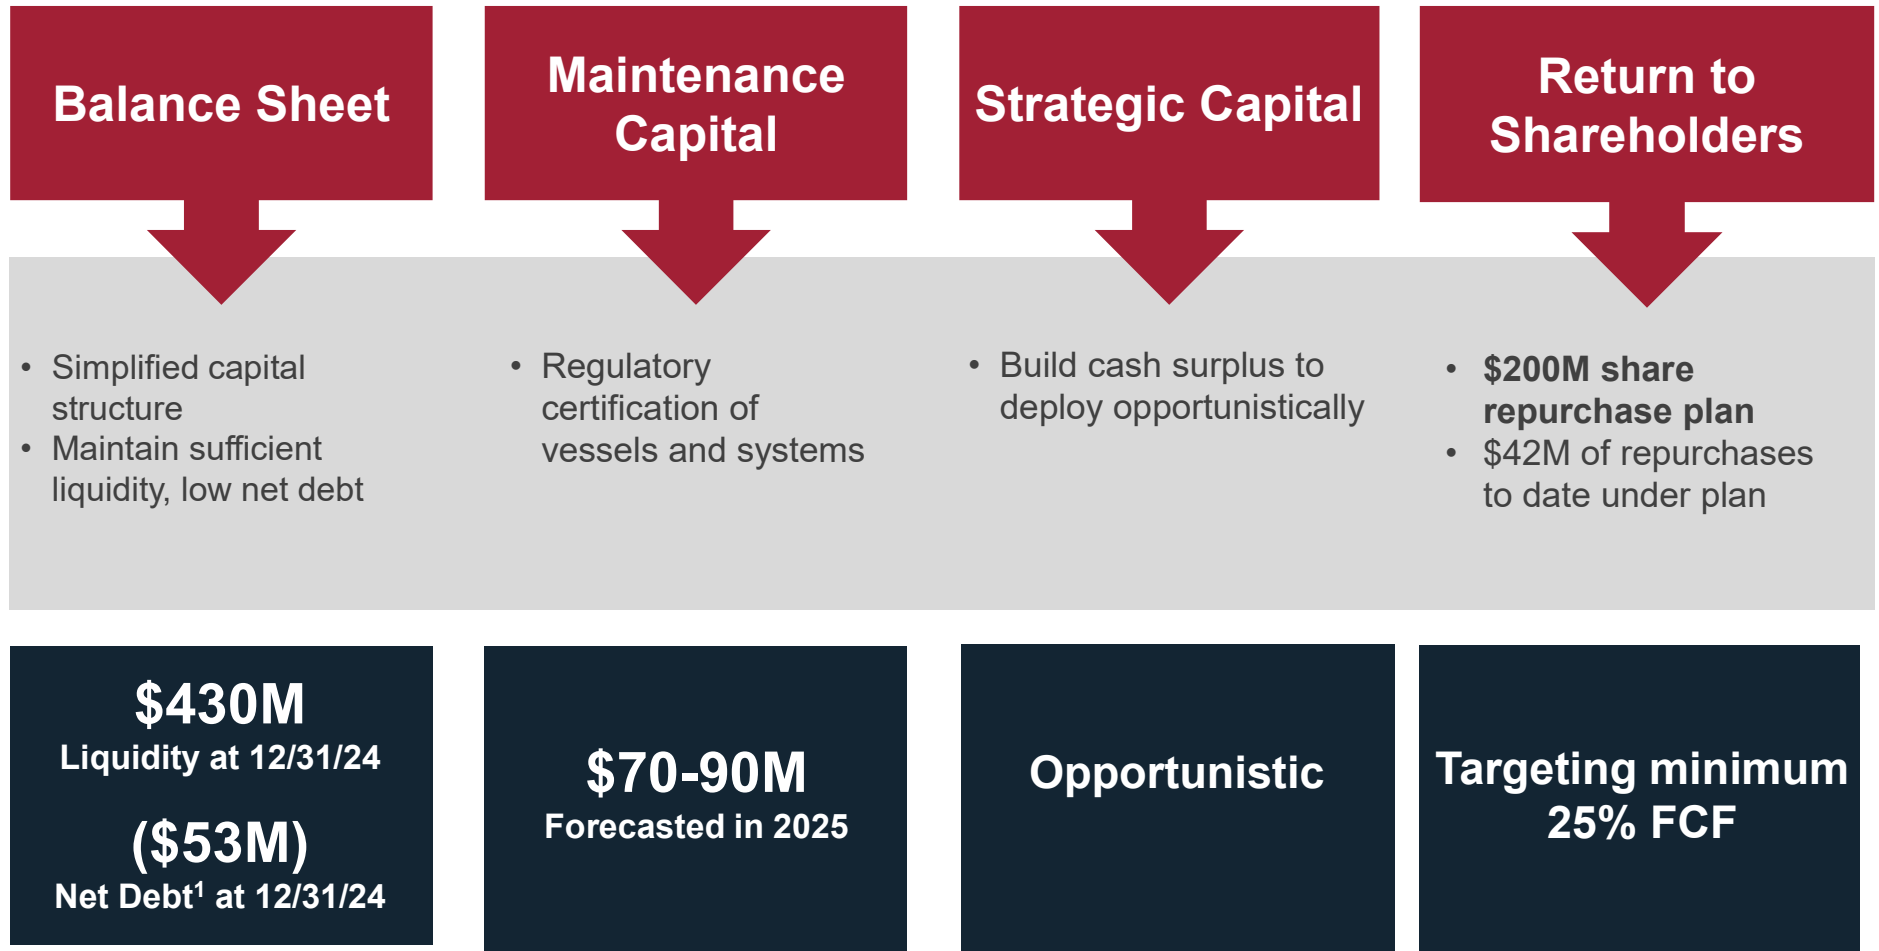 Balance Sheet
Maintenance
Capital
Strategic Capital
Return to
Shareholders
• Simplified capital
structure
• Maintain sufficient
liquidity, low net debt
• Regulatory
certification of
vessels and systems
• Build cash surplus to
deploy opportunistically
• $200M share
repurchase plan
• $42M of repurchases
to date under plan
$430M
Liquidity at 12/31/24
($53M)
Net Debt¹ at 12/31/24
$70-90M
Forecasted in 2025
Opportunistic
Targeting minimum
25% FCF